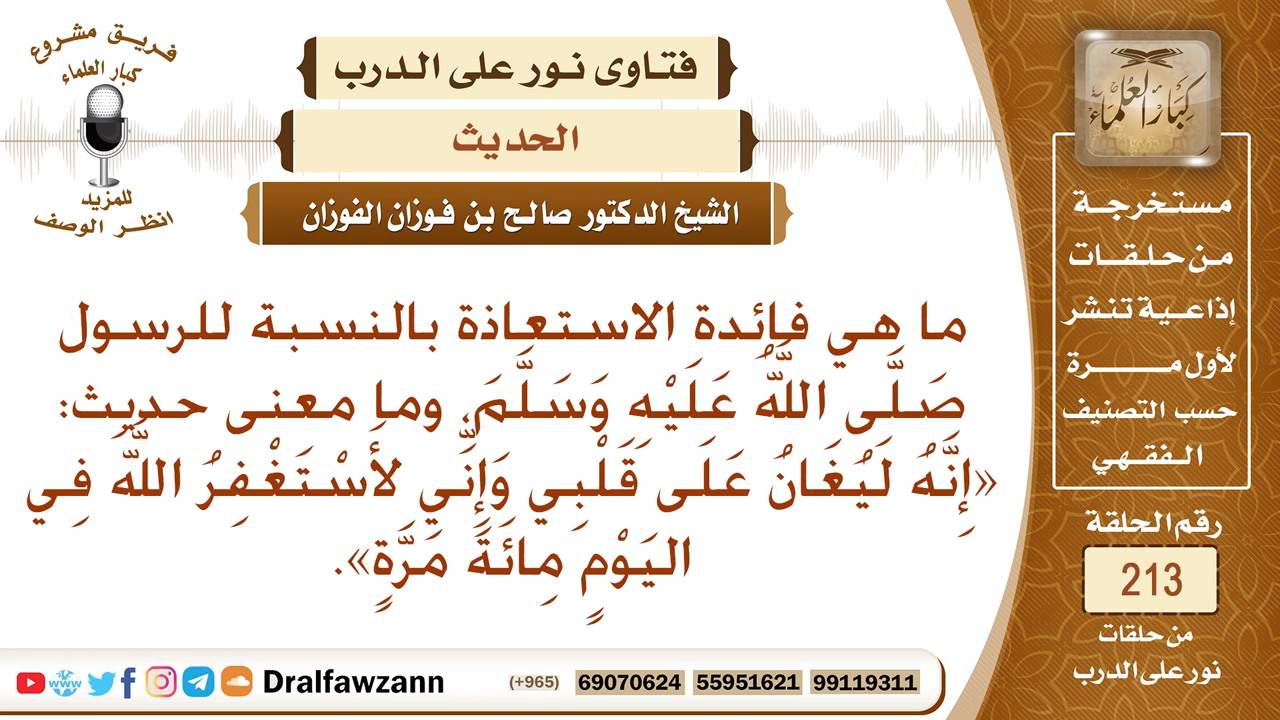 فريق مشروع
كبار العلماء
للمزيد
انظر الوصف
فتاوى نور على الدرب
الحديث
الشيخ الدكتور صالح بن فوزان الفوزان
ما هي فائدة الاستعاذة بالنسبة للرسول
صَلَّى اللَّهُ عَلَيْهِ وَسَلَّمَ، وما معنى حديث:
«إِنَّهُ لَيُغَانُ عَلَى قَلْبِي وَإِنَّي لأَسْتَغْفِرُ اللَّهَ فِي
اليَوْمِ مِائَةَ مَرَّةٍ».
كبار العلماء
مستخرجة
من حلقات
إذاعية تنشر
لأول مرة
حسب التصنيف
الفقهي
رقم الحلقة
213
من حلقات
نور على الدرب
www Dralfawzann (+965) 69070624 55951621 99119311